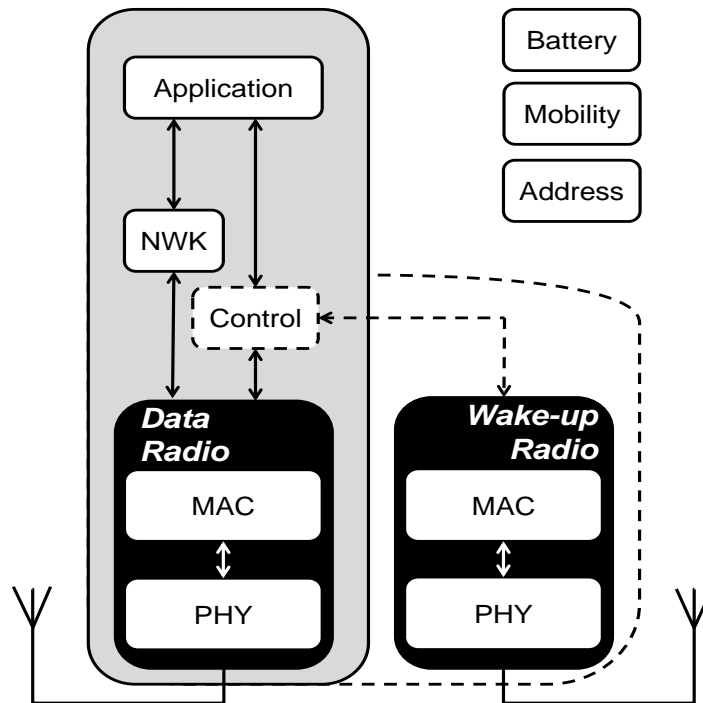 Application
Battery
Mobility
Address
NWK
Control
Data
Radio
MAC
PHY
Wake-up
Radio
MAC
PHY